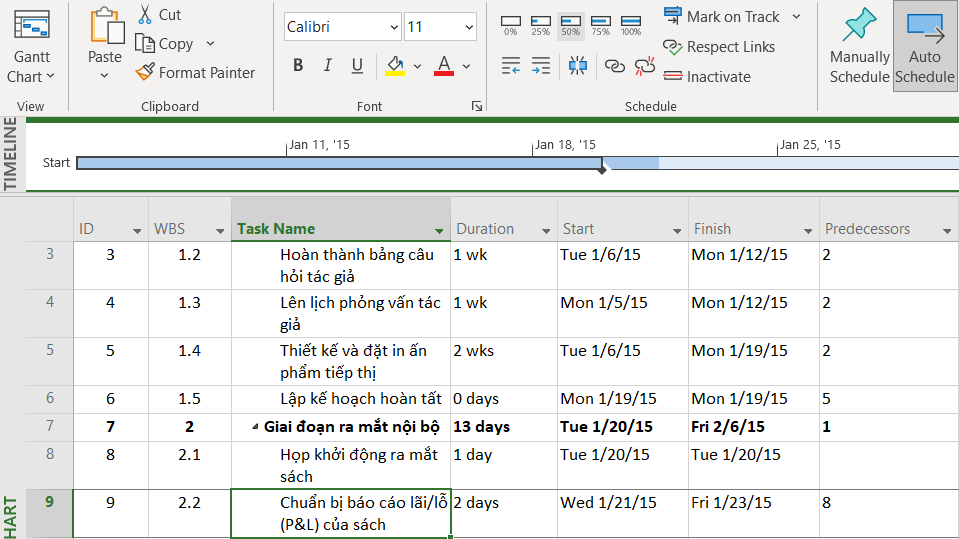 Gantt Chart
View
Paste
Cut
Copy
Format Painter
Clipboard
Calibri 11
B I U A
Font
0% 25% 50% 75% 100%
Mark on Track
Respect Links
Inactivate
Schedule
Manually Schedule
Auto Schedule
TIMELINE
Start
Jan 11, '15 Jan 18, '15 Jan 25, '15
ID WBS Task Name Duration Start Finish Predecessors
3 3 1.2 Hoàn thành bảng câu 1 wk Tue 1/6/15 Mon 1/12/15 2
hỏi tác giả
4 4 1.3 Lên lịch phỏng vấn tác 1 wk Mon 1/5/15 Mon 1/12/15 2
giả
5 5 1.4 Thiết kế và đặt in ấn 2 wks Tue 1/6/15 Mon 1/19/15 2
phẩm tiếp thị
6 6 1.5 Lập kế hoạch hoàn tất 0 days Mon 1/19/15 Mon 1/19/15 5
7 7 2 Giai đoạn ra mắt nội bộ 13 days Tue 1/20/15 Fri 2/6/15 1
8 8 2.1 Họp khởi động ra mắt 1 day Tue 1/20/15 Tue 1/20/15
sách
9 9 2.2 Chuẩn bị báo cáo lãi/lỗ 2 days Wed 1/21/15 Fri 1/23/15 8
(P&L) của sách
HART